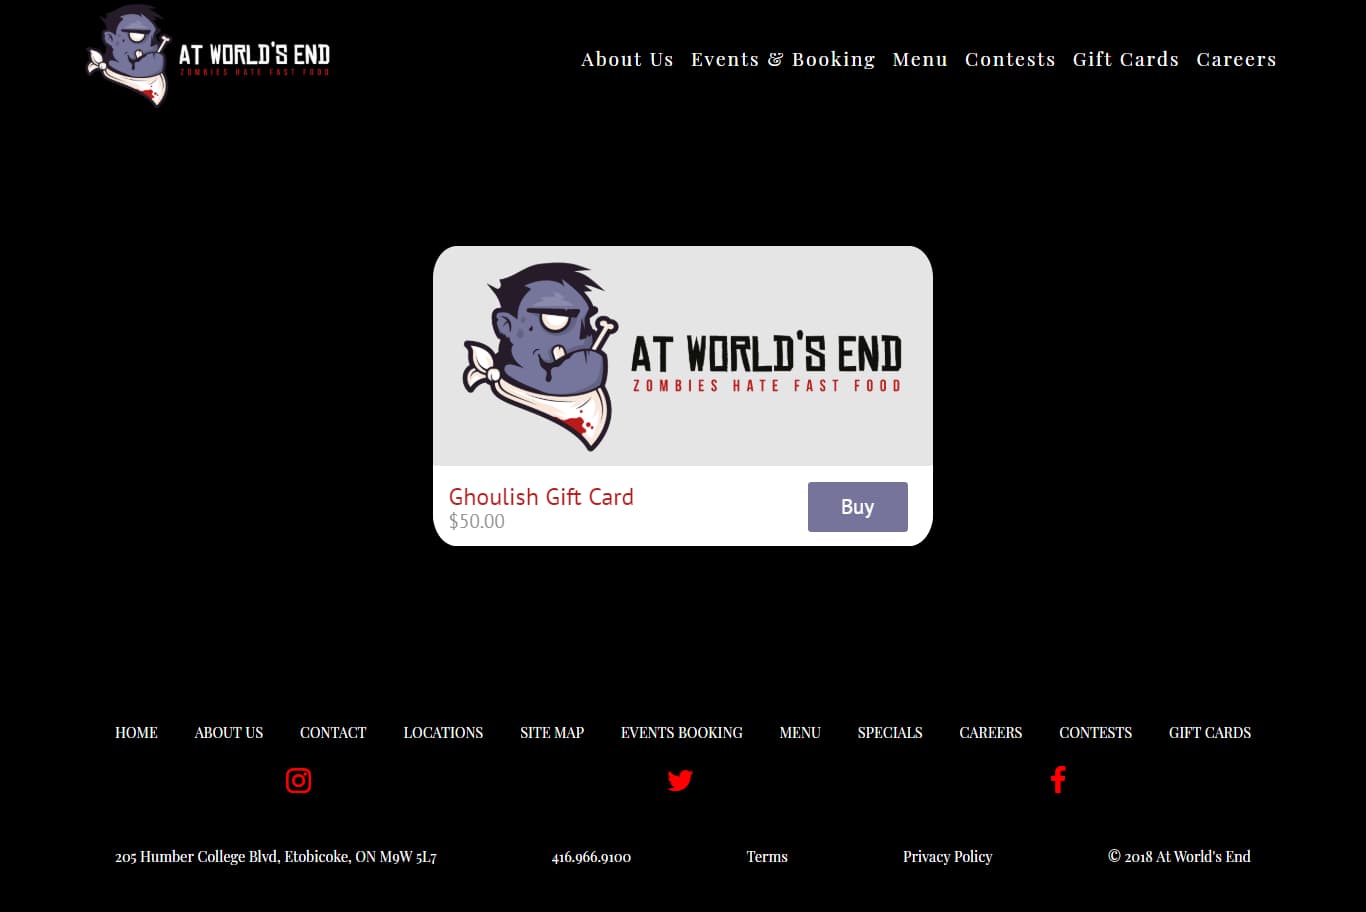 AT WORLD'S END
ZOMBIES HATE FAST FOOD
About Us Events & Booking Menu Contests Gift Cards Careers
AT WORLD'S END
ZOMBIES HATE FAST FOOD
Ghoulish Gift Card
$50.00
Buy
HOME ABOUT US CONTACT LOCATIONS SITE MAP EVENTS BOOKING MENU SPECIALS CAREERS CONTESTS GIFT CARDS
205 Humber College Blvd, Etobicoke, ON M9W 5L7 416.966.9100 Terms Privacy Policy © 2018 At World's End